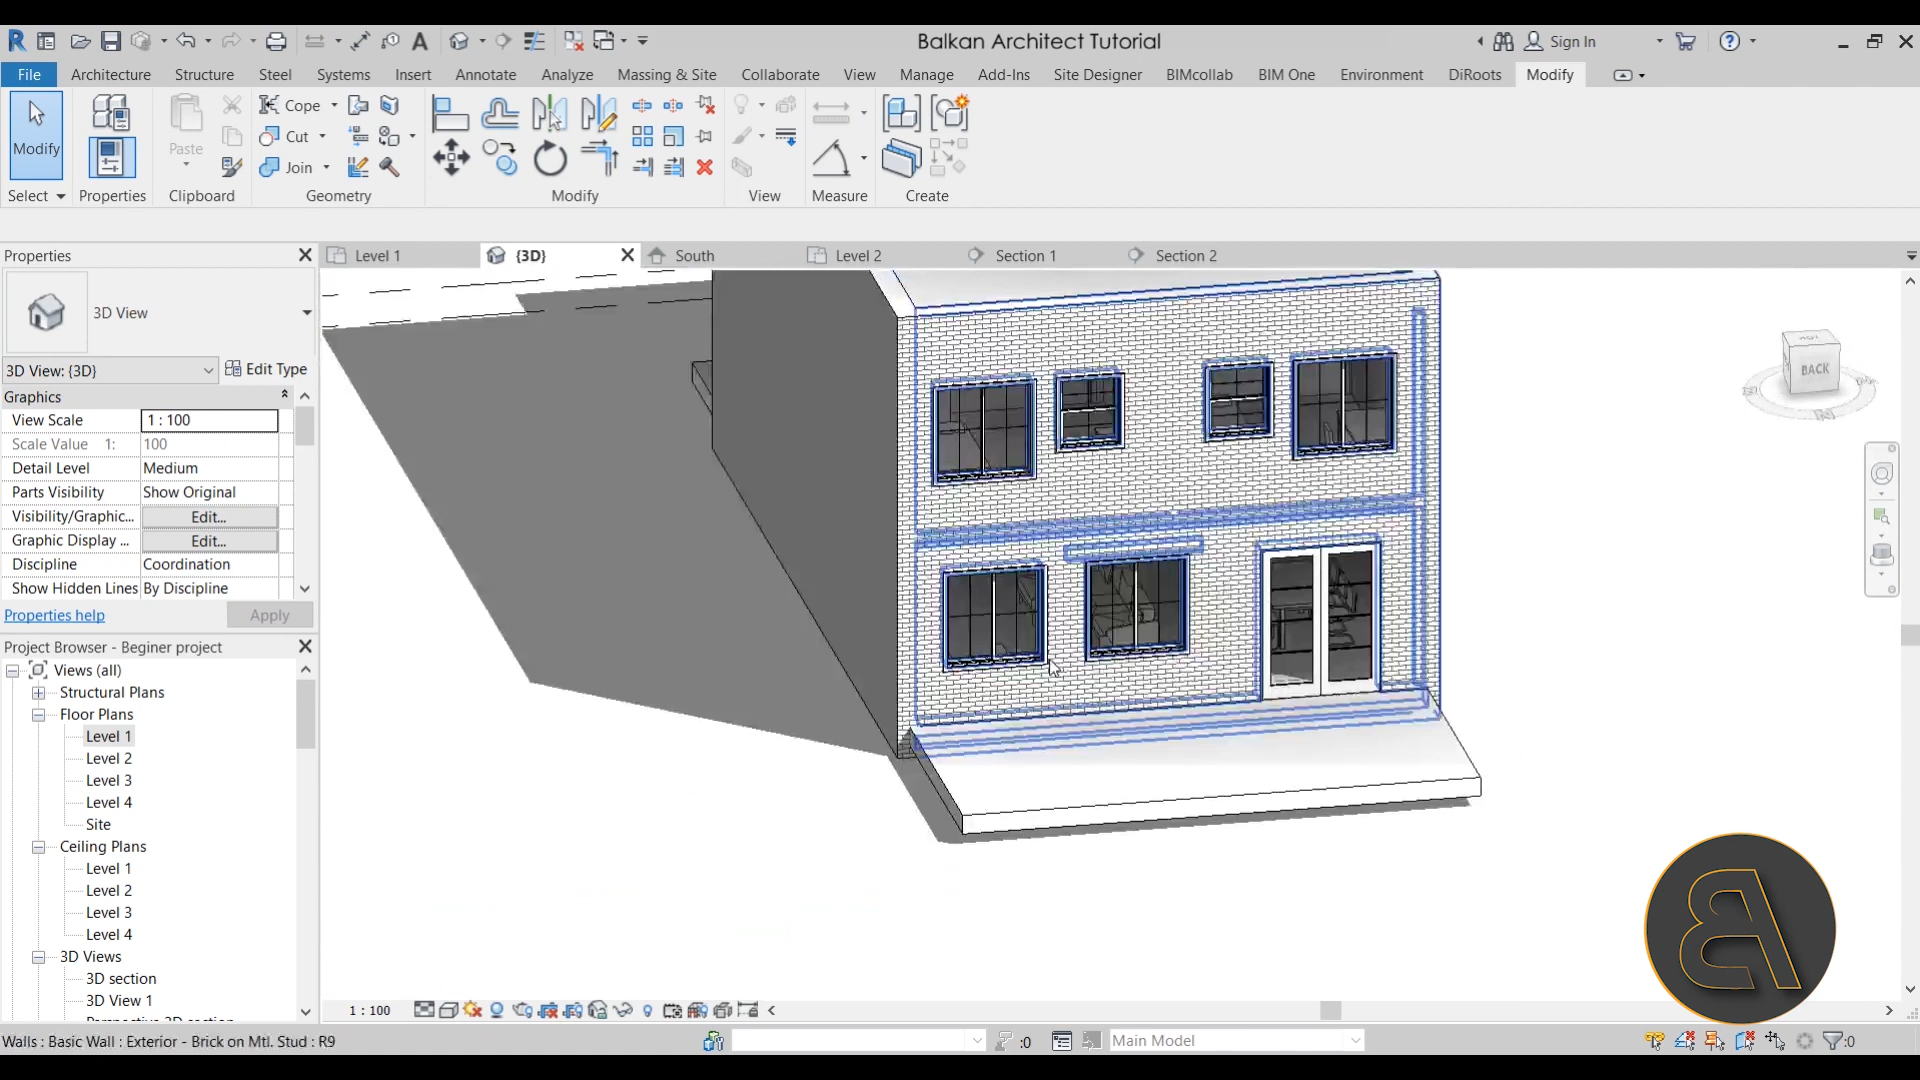 Balkan Architect Tutorial
Sign In
File Architecture Structure Steel Systems Insert Annotate Analyze Massing & Site Collaborate View Manage Add-Ins Site Designer BIMcollab BIM One Environment DiRoots Modify
Modify
Paste
Cope
Cut
Join
Select Properties Clipboard Geometry Modify View Measure Create
Properties
Level 1 {3D} South Level 2 Section 1 Section 2
3D View
3D View: {3D} Edit Type
Graphics
View Scale 1 : 100
Scale Value 1: 100
Detail Level Medium
Parts Visibility Show Original
Visibility/Graphic... Edit...
Graphic Display ... Edit...
Discipline Coordination
Show Hidden Lines By Discipline
Properties help Apply
Project Browser - Beginer project
Views (all)
Structural Plans
Floor Plans
Level 1
Level 2
Level 3
Level 4
Site
Ceiling Plans
Level 1
Level 2
Level 3
Level 4
3D Views
3D section
3D View 1
BACK
1 : 100
Walls : Basic Wall : Exterior - Brick on Mtl. Stud : R9
:0
Main Model
:0